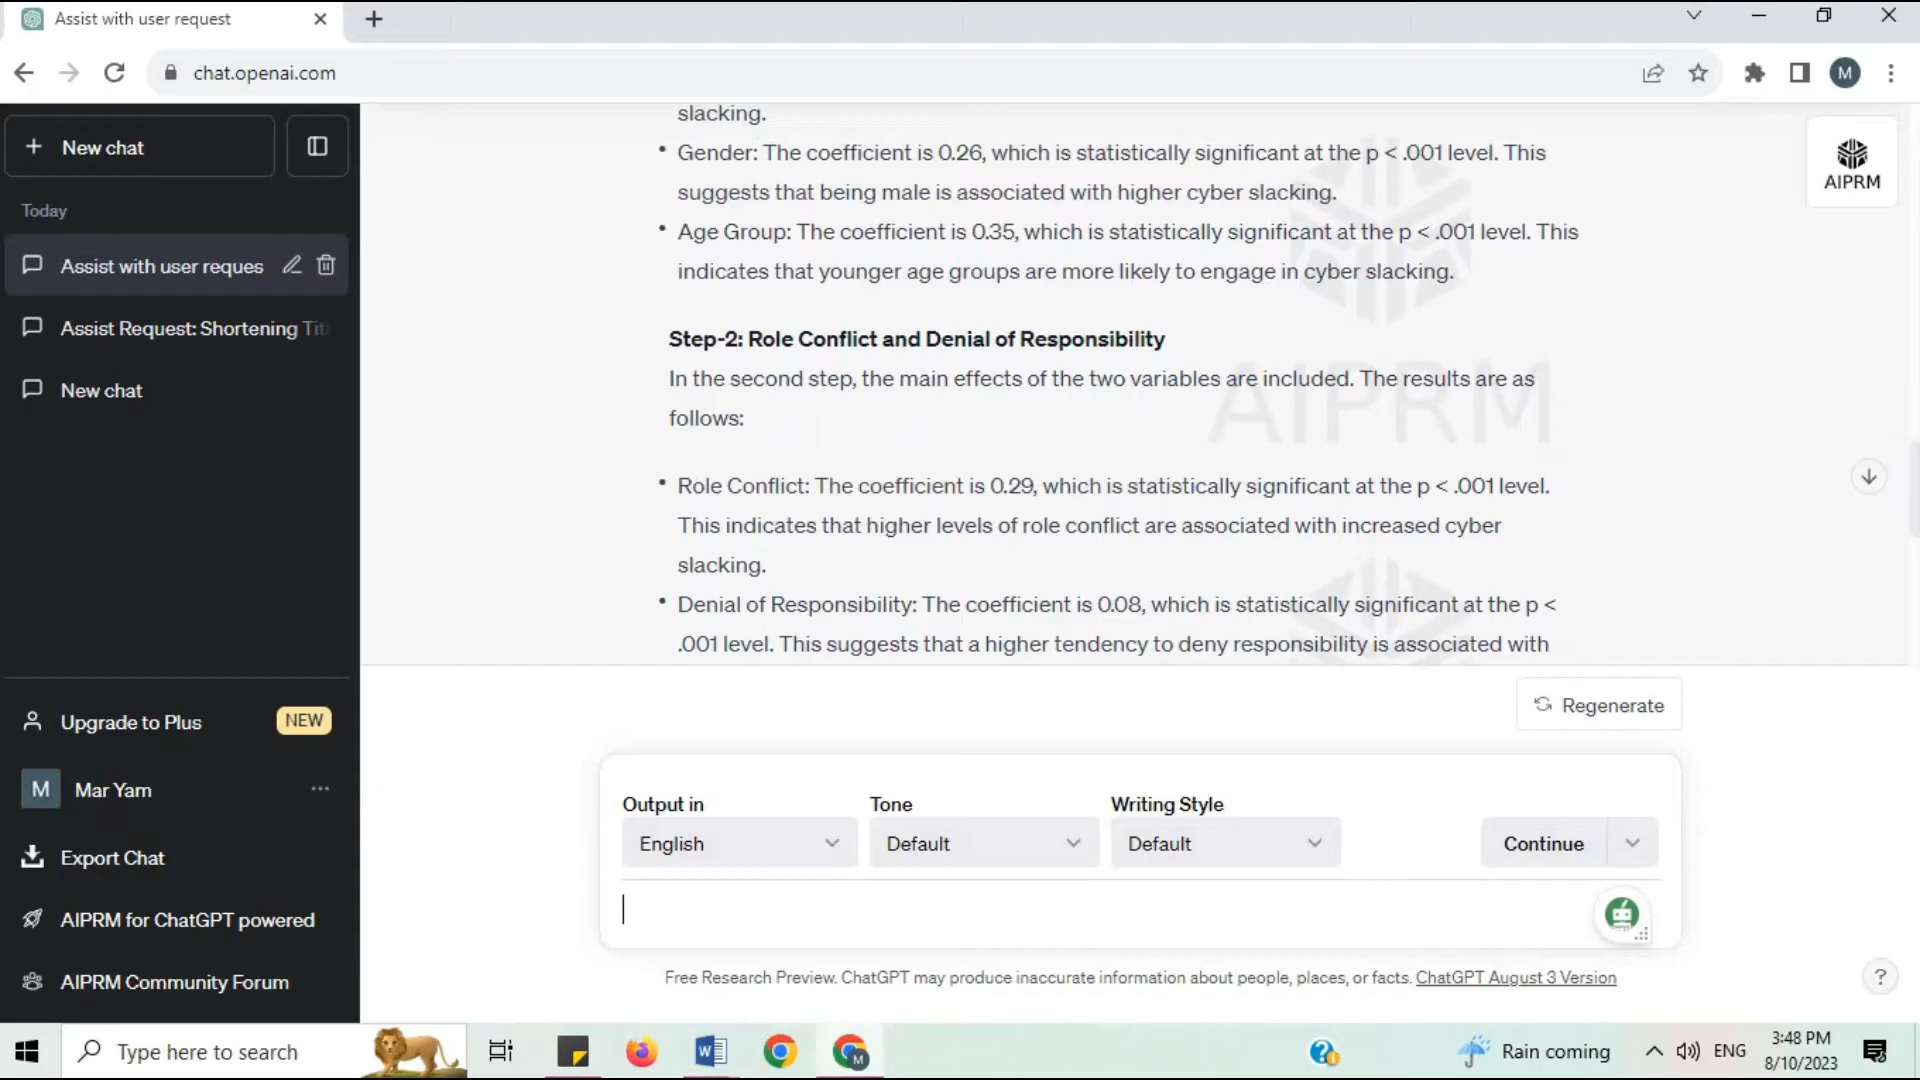 Assist with user request
chat.openai.com
New chat
Today
Assist with user reques
Assist Request: Shortening Tit
New chat
Upgrade to Plus
NEW
M
Mar Yam
Export Chat
AIPRM for ChatGPT powered
AIPRM Community Forum
M
AIPRM
slacking.
• Gender: The coefficient is 0.26, which is statistically significant at the p < .001 level. This
suggests that being male is associated with higher cyber slacking.
• Age Group: The coefficient is 0.35, which is statistically significant at the p < .001 level. This
indicates that younger age groups are more likely to engage in cyber slacking.
Step-2: Role Conflict and Denial of Responsibility
In the second step, the main effects of the two variables are included. The results are as
follows:
AIPRM
• Role Conflict: The coefficient is 0.29, which is statistically significant at the p < .001 level.
This indicates that higher levels of role conflict are associated with increased cyber
slacking.
• Denial of Responsibility: The coefficient is 0.08, which is statistically significant at the p <
.001 level. This suggests that a higher tendency to deny responsibility is associated with
Regenerate
Output in
Tone
Writing Style
English
Default
Default
Continue
Free Research Preview. ChatGPT may produce inaccurate information about people, places, or facts. ChatGPT August 3 Version
?
Type here to search
W
M
?
Rain coming
ENG
3:48 PM
8/10/2023